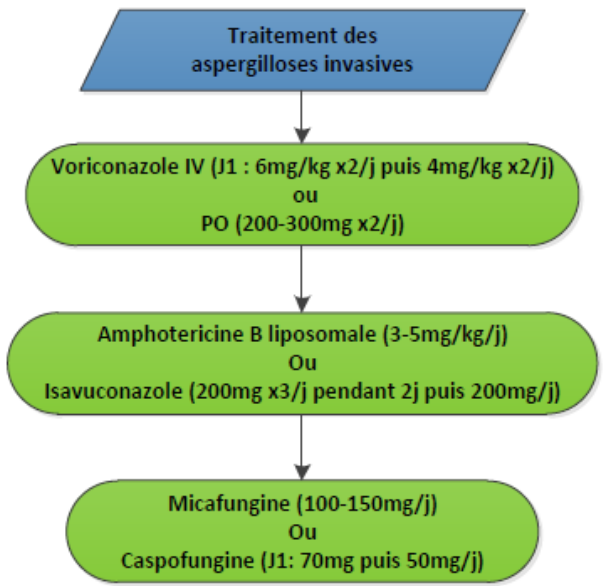 Traitement des
aspergilloses invasives
Voriconazole IV (J1 : 6mg/kg x2/j puis 4mg/kg x2/j)
ou
PO (200-300mg x2/j)
Amphotericine B liposomale (3-5mg/kg/j)
Ou
Isavuconazole (200mg x3/j pendant 2j puis 200mg/j)
Micafungine (100-150mg/j)
Ou
Caspofungine (J1: 70mg puis 50mg/j)